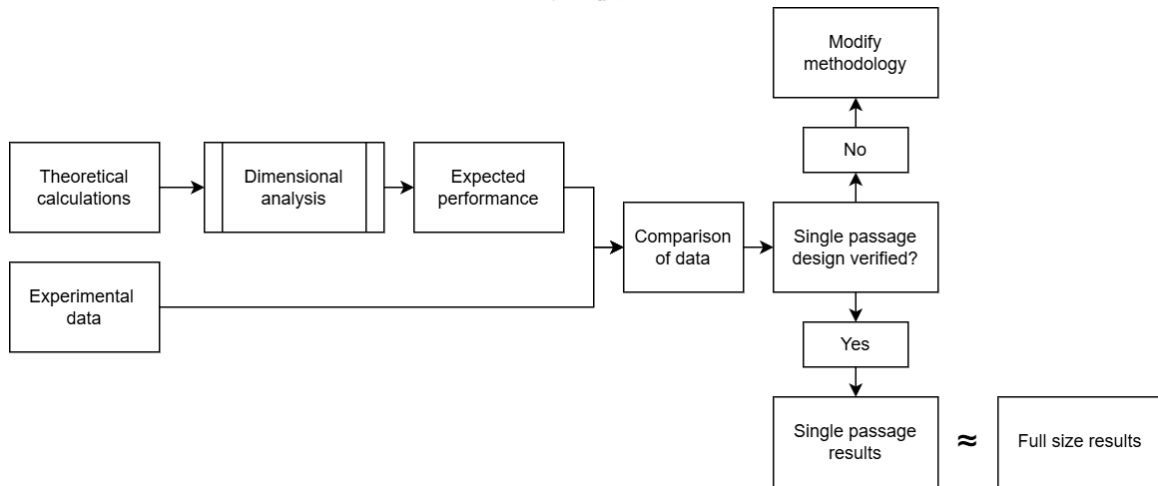 Modify
methodology
No
Theoretical
calculations
Dimensional
analysis
Expected
performance
Comparison
of data
Single passage
design verified?
Experimental
data
Yes
Single passage
results
≈
Full size results